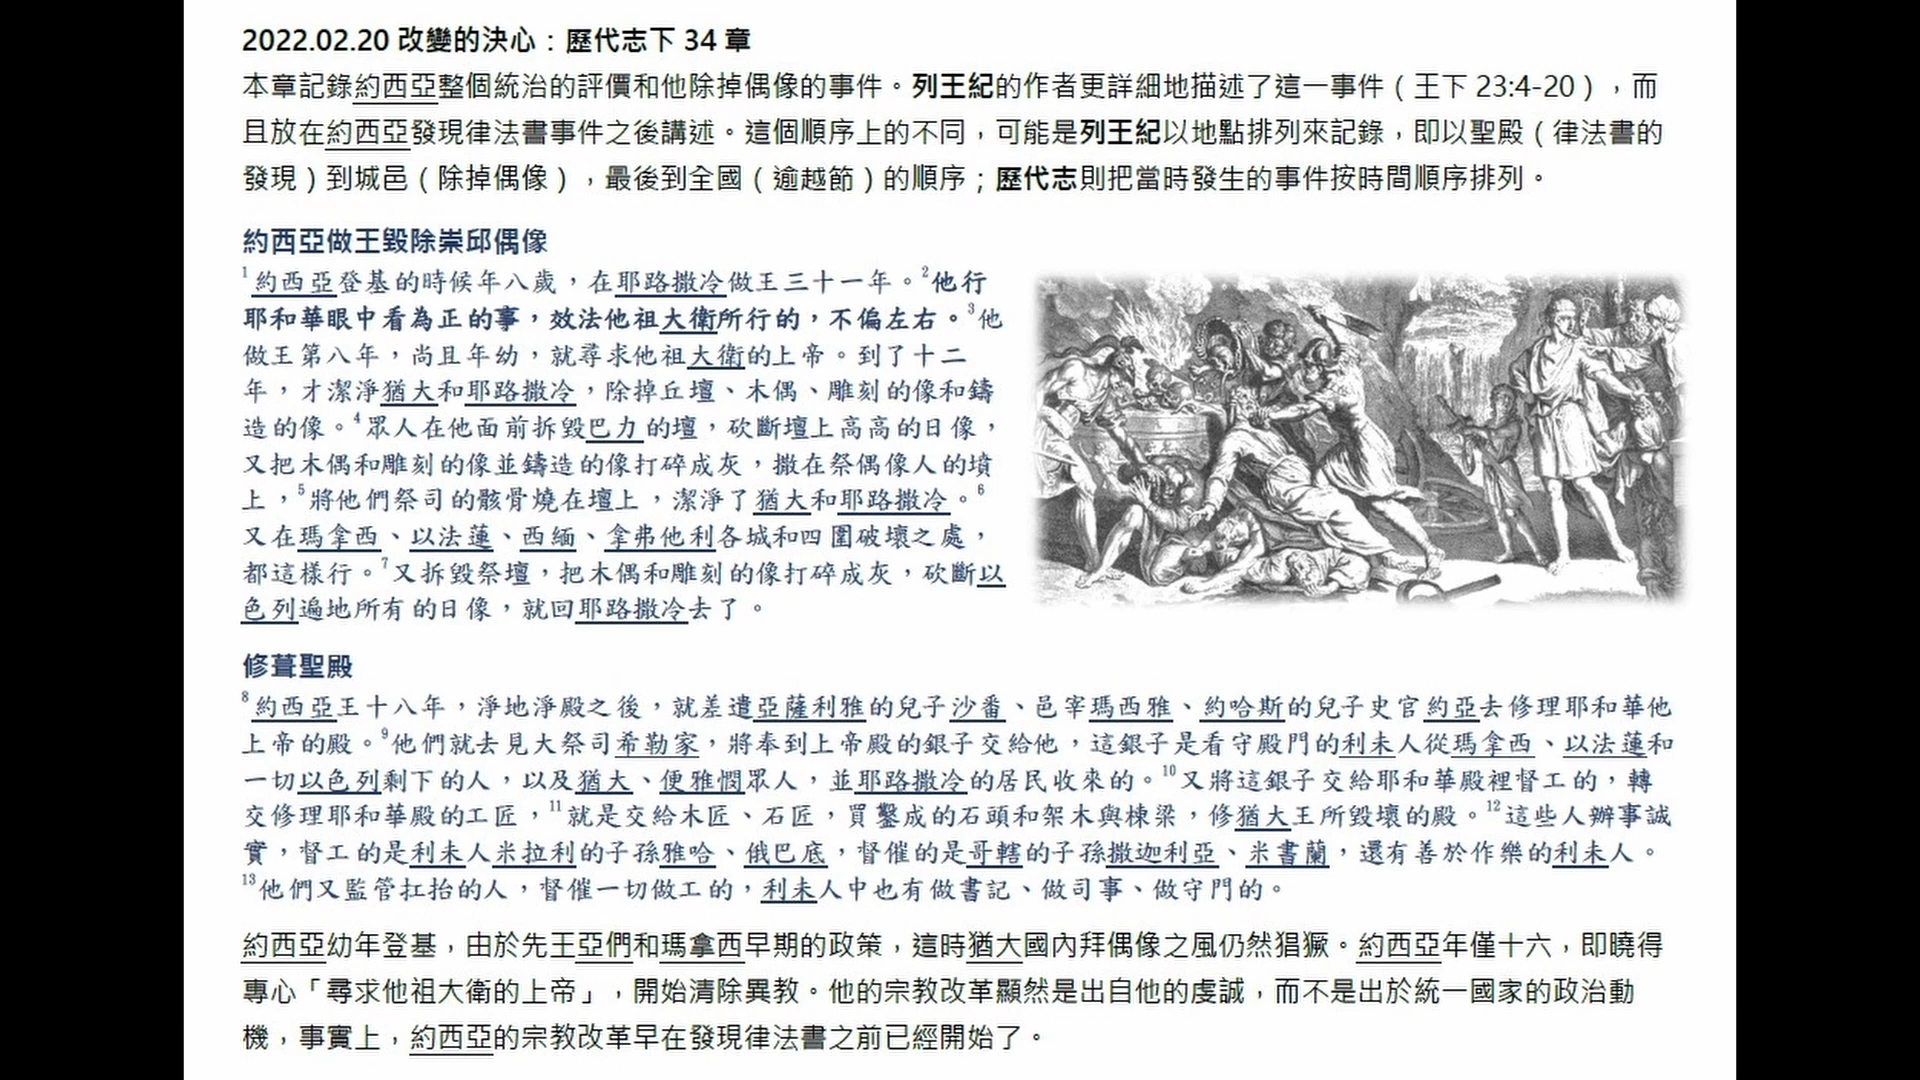 2022.02.20 改變的決心：歷代志下 34 章
本章記錄約西亞整個統治的評價和他除掉偶像的事件。列王紀的作者更詳細地描述了這一事件（王下 23:4-20），而
且放在約西亞發現律法書事件之後講述。這個順序上的不同，可能是列王紀以地點排列來記錄，即以聖殿（律法書的
發現）到城邑（除掉偶像），最後到全國（逾越節）的順序；歷代志則把當時發生的事件按時間順序排列。
約西亞做王毀除崇邱偶像
1 約西亞登基的時候年八歲，在耶路撒冷做王三十一年。2 他行
耶和華眼中看為正的事，效法他祖大衛所行的，不偏左右。3 他
做王第八年，尚且年幼，就尋求他祖大衛的上帝。到了十二
年，才潔淨猶大和耶路撒冷，除掉丘壇、木偶、雕刻的像和鑄
造的像。4 眾人在他面前拆毀巴力的壇，砍斷壇上高高的日像，
又把木偶和雕刻的像並鑄造的像打碎成灰，撒在祭偶像人的墳
上，5 將他們祭司的骸骨燒在壇上，潔淨了猶大和耶路撒冷。6
又在瑪拿西、以法蓮、西緬、拿弗他利各城和四圍破壞之處，
都這樣行。7 又拆毀祭壇，把木偶和雕刻的像打碎成灰，砍斷以
色列遍地所有的日像，就回耶路撒冷去了。
修葺聖殿
8 約西亞王十八年，淨地淨殿之後，就差遣亞薩利雅的兒子沙番、邑宰瑪西雅、約哈斯的兒子史官約亞去修理耶和華他
上帝的殿。9 他們就去見大祭司希勒家，將奉到上帝殿的銀子交給他，這銀子是看守殿門的利未人從瑪拿西、以法蓮和
一切以色列剩下的人，以及猶大、便雅憫眾人，並耶路撒冷的居民收來的。10 又將這銀子交給耶和華殿裡督工的，轉
交修理耶和華殿的工匠，11 就是交給木匠、石匠，買鑿成的石頭和架木與棟梁，修猶大王所毀壞的殿。12 這些人辦事誠
實，督工的是利未人米拉利的子孫雅哈、俄巴底，督催的是哥轄的子孫撒迦利亞、米書蘭，還有善於作樂的利未人。
13 他們又監管扛抬的人，督催一切做工的，利未人中也有做書記、做司事、做守門的。
約西亞幼年登基，由於先王亞們和瑪拿西早期的政策，這時猶大國內拜偶像之風仍然猖獗。約西亞年僅十六，即曉得
專心「尋求他祖大衛的上帝」，開始清除異教。他的宗教改革顯然是出自他的虔誠，而不是出於統一國家的政治動
機，事實上，約西亞的宗教改革早在發現律法書之前已經開始了。